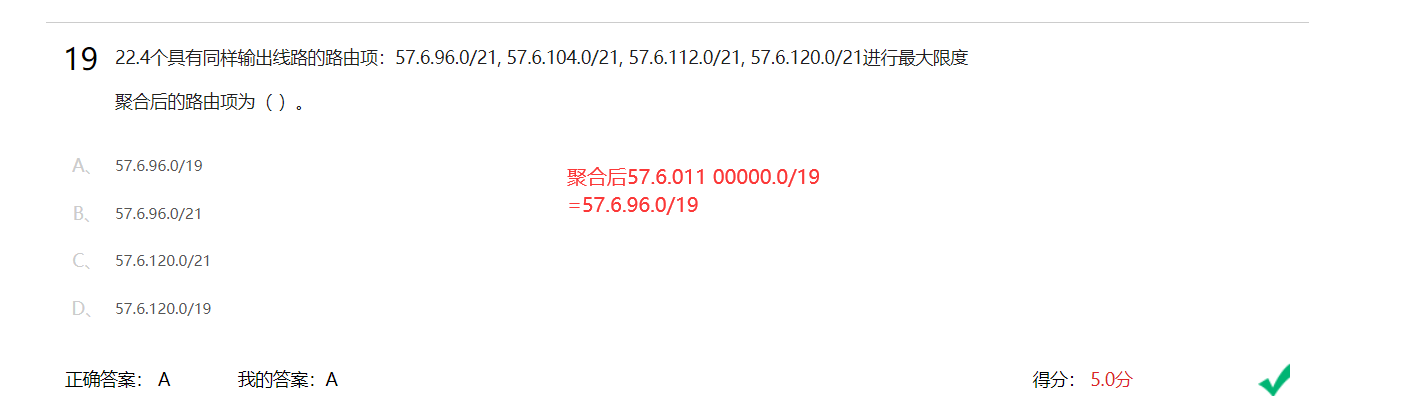 19 22.4个具有同样输出线路的路由项：57.6.96.0/21, 57.6.104.0/21, 57.6.112.0/21, 57.6.120.0/21进行最大限度
聚合后的路由项为（ ）。
A、 57.6.96.0/19
聚合后57.6.011 00000.0/19
=57.6.96.0/19
B、 57.6.96.0/21
C、 57.6.120.0/21
D、 57.6.120.0/19
正确答案： A 我的答案：A 得分： 5.0分